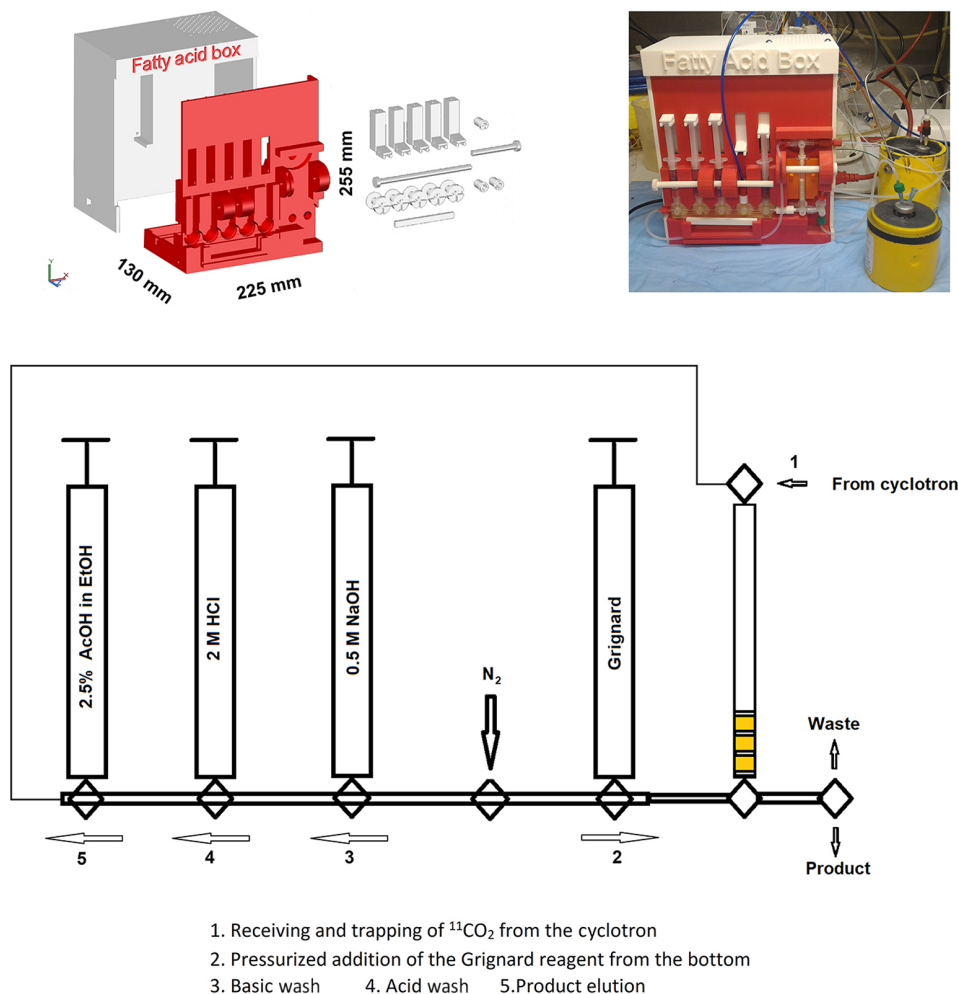 Fatty acid box
255 mm
130 mm
225 mm
Y
X
Fatty Acid Box
1
From cyclotron
2.5% AcOH in EtOH
2 M HCl
0.5 M NaOH
N₂
Grignard
Waste
5
4
3
2
Product
1. Receiving and trapping of ¹¹CO₂ from the cyclotron
2. Pressurized addition of the Grignard reagent from the bottom
3. Basic wash 4. Acid wash 5.Product elution